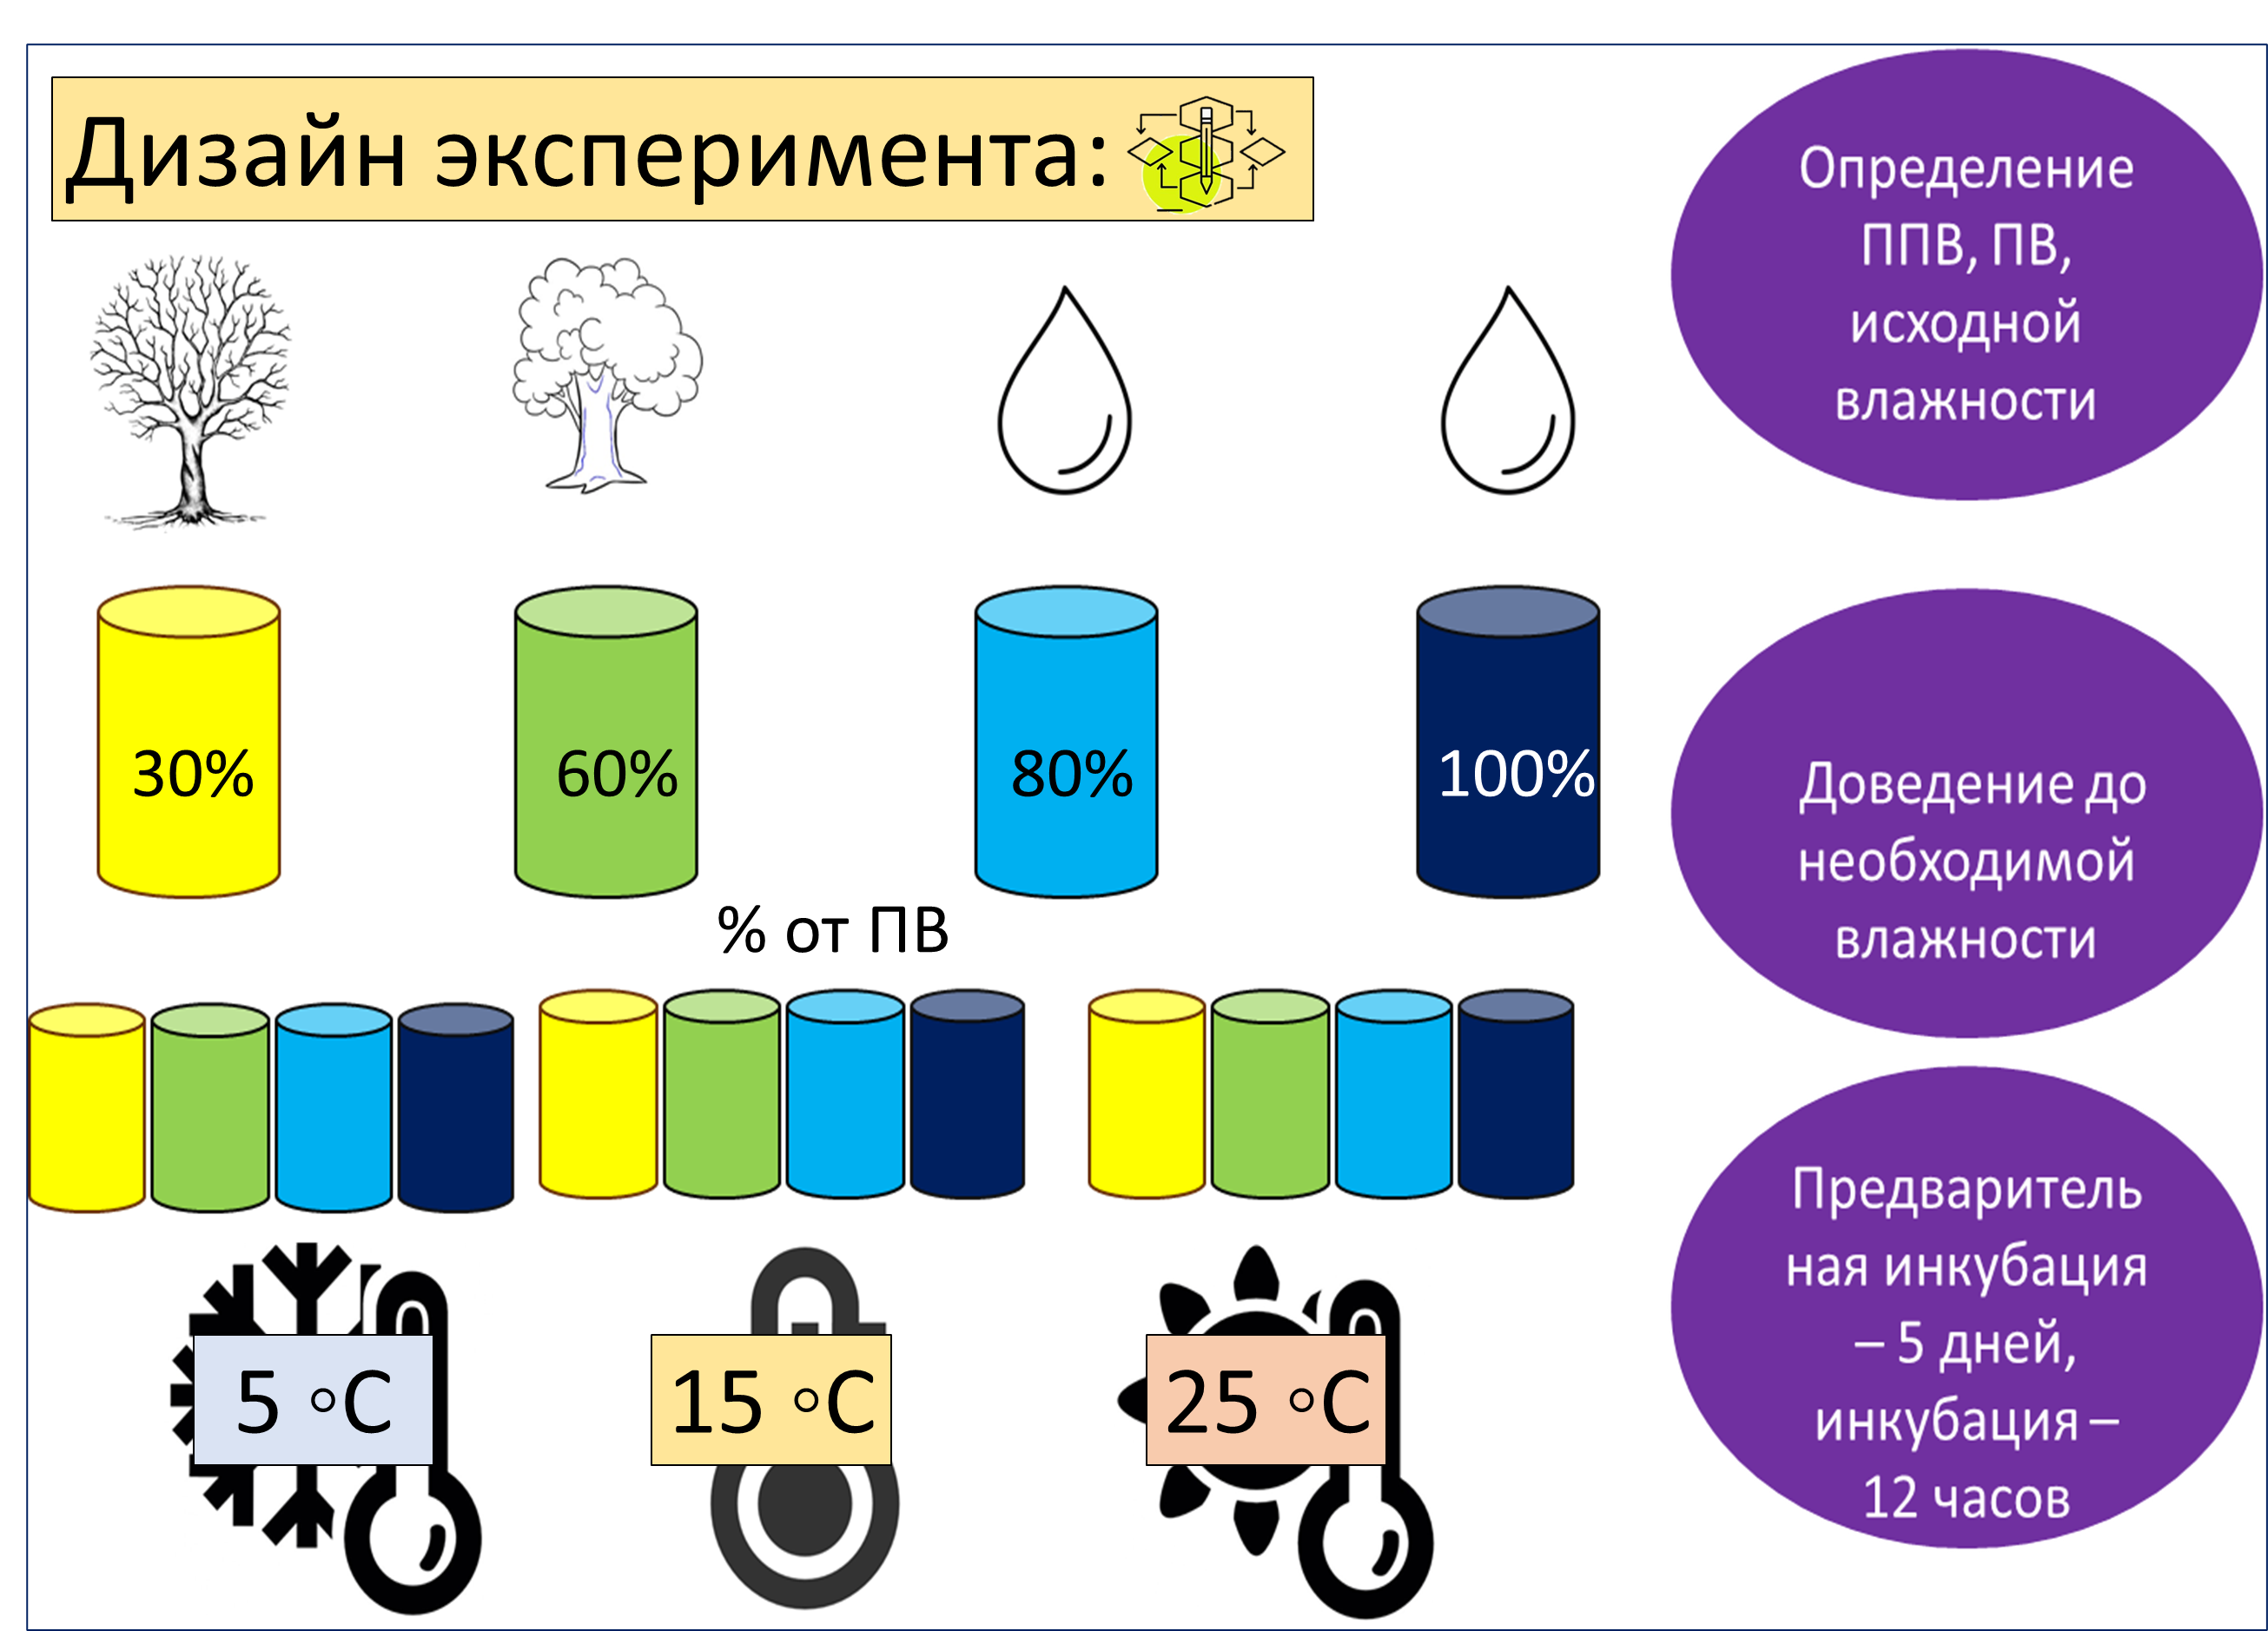 Дизайн эксперимента:
Определение
ППВ, ПВ,
исходной
влажности
30%
60%
80%
100%
% от ПВ
Доведение до
необходимой
влажности
5 °C
15 °C
25 °C
Предваритель
ная инкубация
– 5 дней,
инкубация –
12 часов